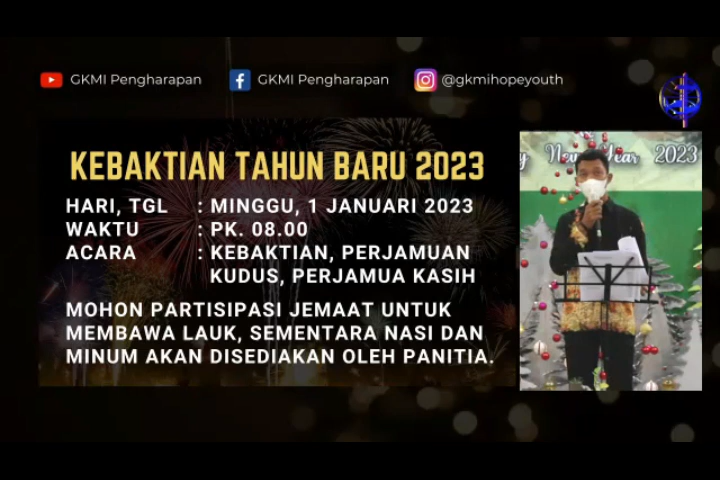 GKMI Pengharapan
GKMI Pengharapan
@gkmihopeyouth
KEBAKTIAN TAHUN BARU 2023
HARI, TGL : MINGGU, 1 JANUARI 2023
WAKTU : PK. 08.00
ACARA : KEBAKTIAN, PERJAMUAN
KUDUS, PERJAMUA KASIH
MOHON PARTISIPASI JEMAAT UNTUK
MEMBAWA LAUK, SEMENTARA NASI DAN
MINUM AKAN DISEDIAKAN OLEH PANITIA.
New Year 2023